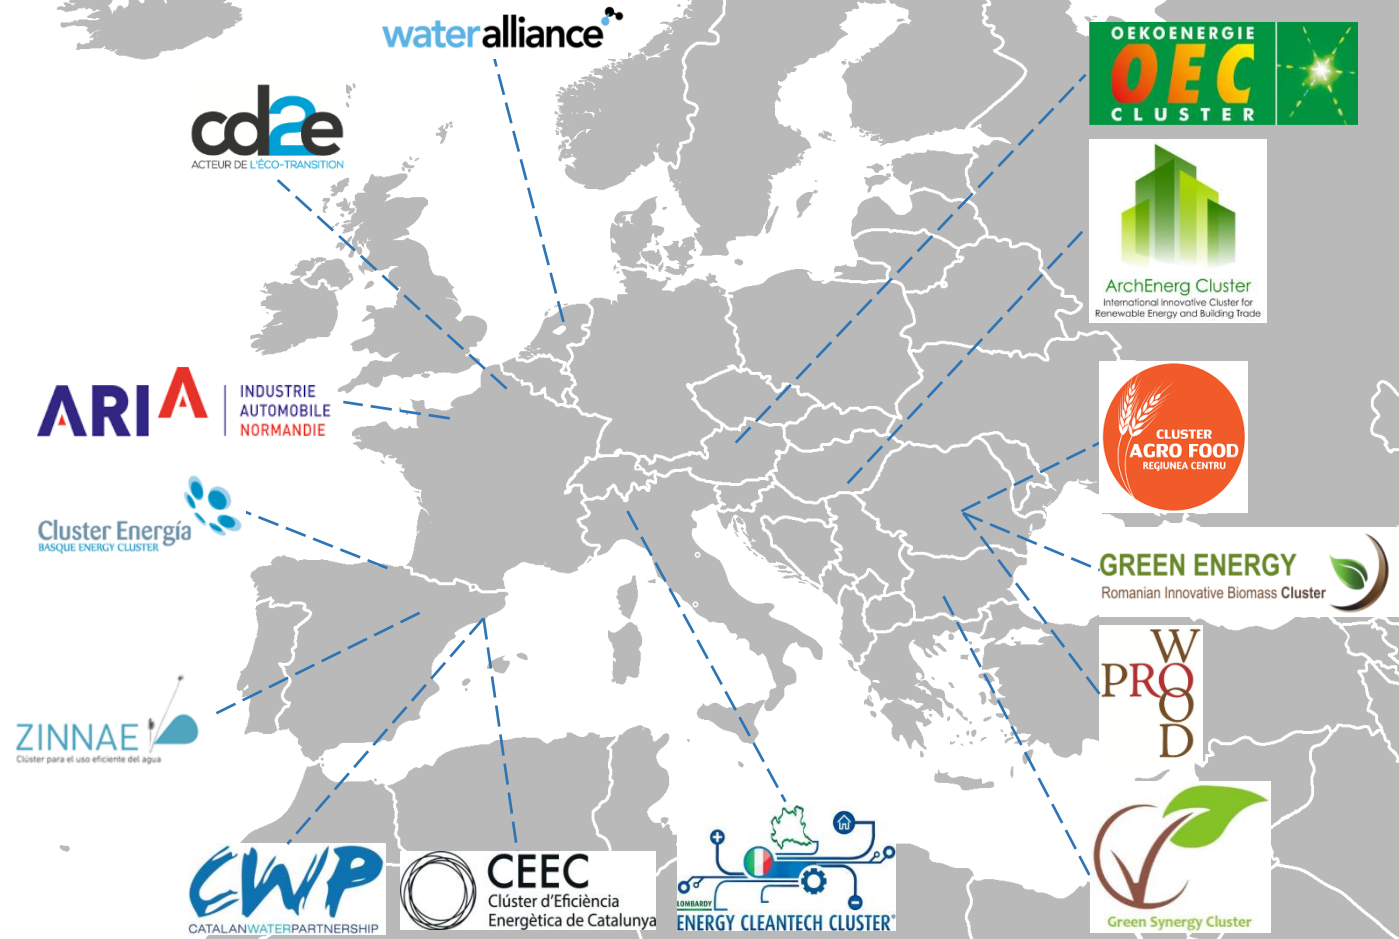 wateralliance
OEKOENERGIE
OEC
CLUSTER
cd2e
ACTEUR DE L'ÉCO-TRANSITION
ArchEnerg Cluster
International Innovative Cluster for
Renewable Energy and Building Trade
ARIA
INDUSTRIE
AUTOMOBILE
NORMANDIE
CLUSTER
AGRO FOOD
REGIUNEA CENTRU
Cluster Energía
BASQUE ENERGY CLUSTER
GREEN ENERGY
Romanian Innovative Biomass Cluster
PRO
WOOD
ZINNAE
Clúster para el uso eficiente del agua
CWP
CATALANWATERPARTNERSHIP
CEEC
Clúster d'Eficiència
Energètica de Catalunya
LOMBARDY
ENERGY CLEANTECH CLUSTER®
Green Synergy Cluster